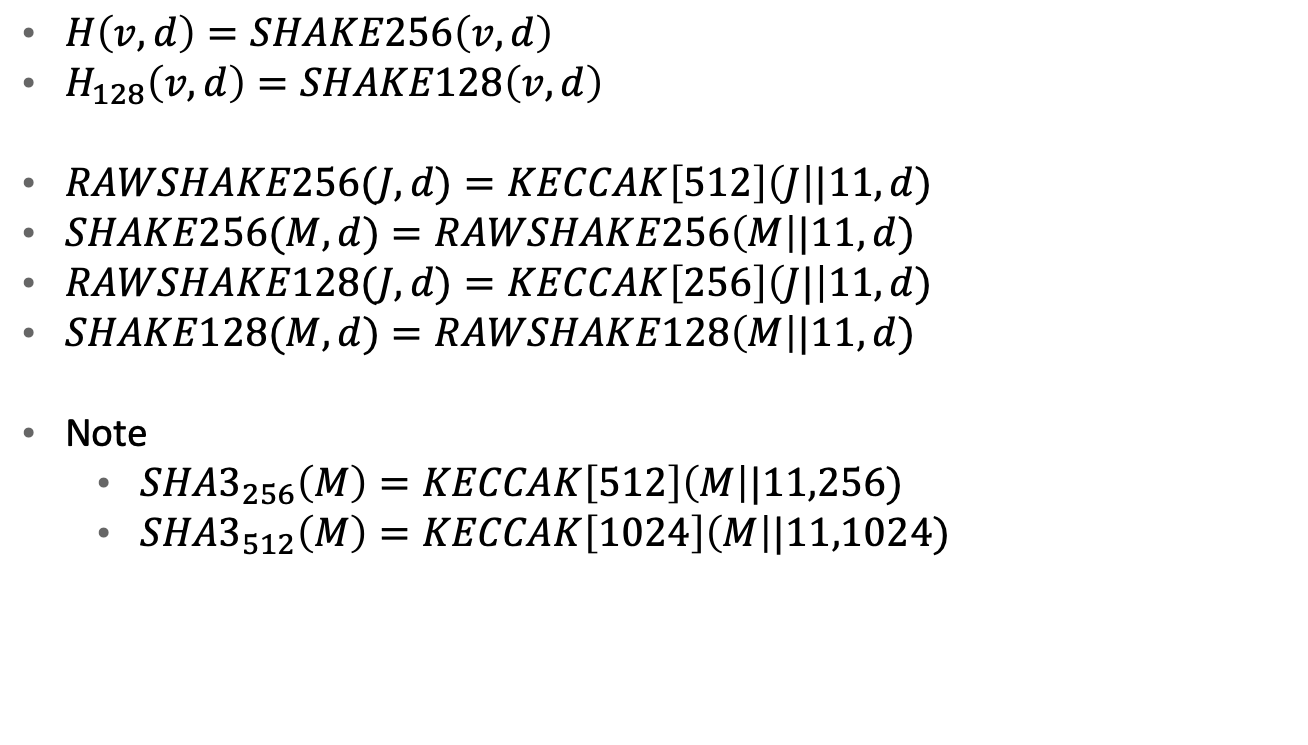 • H(v, d) = SHAKE256(v, d)
• H₁₂₈(v, d) = SHAKE128(v, d)
• RAWSHAKE256(J, d) = KECCAK[512](J||11, d)
• SHAKE256(M, d) = RAWSHAKE256(M||11, d)
• RAWSHAKE128(J, d) = KECCAK[256](J||11, d)
• SHAKE128(M, d) = RAWSHAKE128(M||11, d)
• Note
• SHA3₂₅₆(M) = KECCAK[512](M||11,256)
• SHA3₅₁₂(M) = KECCAK[1024](M||11,1024)